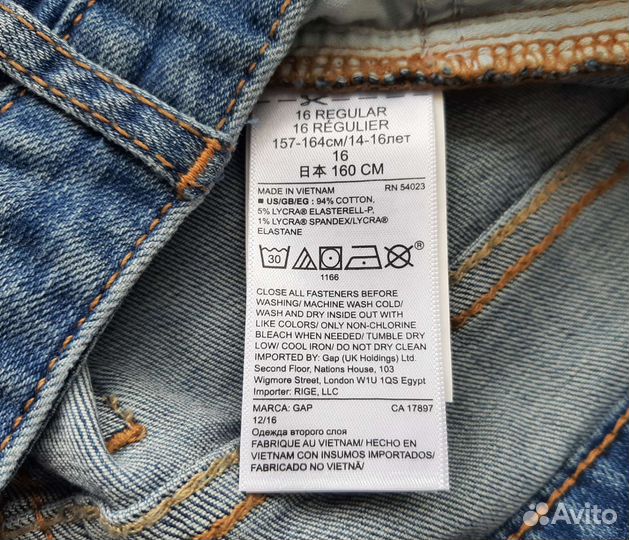 16 REGULAR
16 RÉGULIER
157-164см/14-16лет
16
日本 160 CM
MADE IN VIETNAM RN 54023
■ US/GB/EG : 94% COTTON,
5% LYCRA® ELASTERELL-P,
1% LYCRA® SPANDEX/LYCRA®
ELASTANE
30
1166
CLOSE ALL FASTENERS BEFORE
WASHING/ MACHINE WASH COLD/
WASH AND DRY INSIDE OUT WITH
LIKE COLORS/ ONLY NON-CHLORINE
BLEACH WHEN NEEDED/ TUMBLE DRY
LOW/ COOL IRON/ DO NOT DRY CLEAN
IMPORTED BY: Gap (UK Holdings) Ltd.
Second Floor, Nations House, 103
Wigmore Street, London W1U 1QS Egypt
Importer: RIGE, LLC
MARCA: GAP CA 17897
12/16
Одежда второго слоя
FABRIQUÉ AU VIETNAM/ HECHO EN
VIETNAM CON INSUMOS IMPORTADOS/
FABRICADO NO VIETNÃ/
Avito